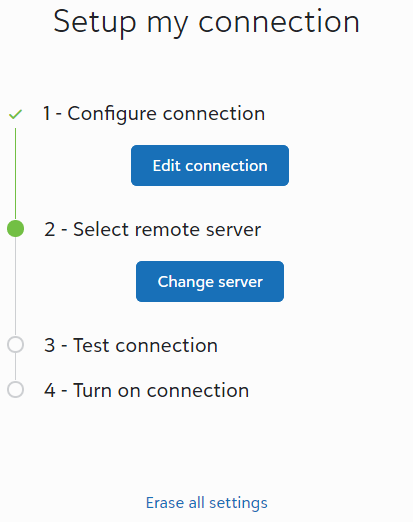 Setup my connection
1 - Configure connection
Edit connection
2 - Select remote server
Change server
3 - Test connection
4 - Turn on connection
Erase all settings